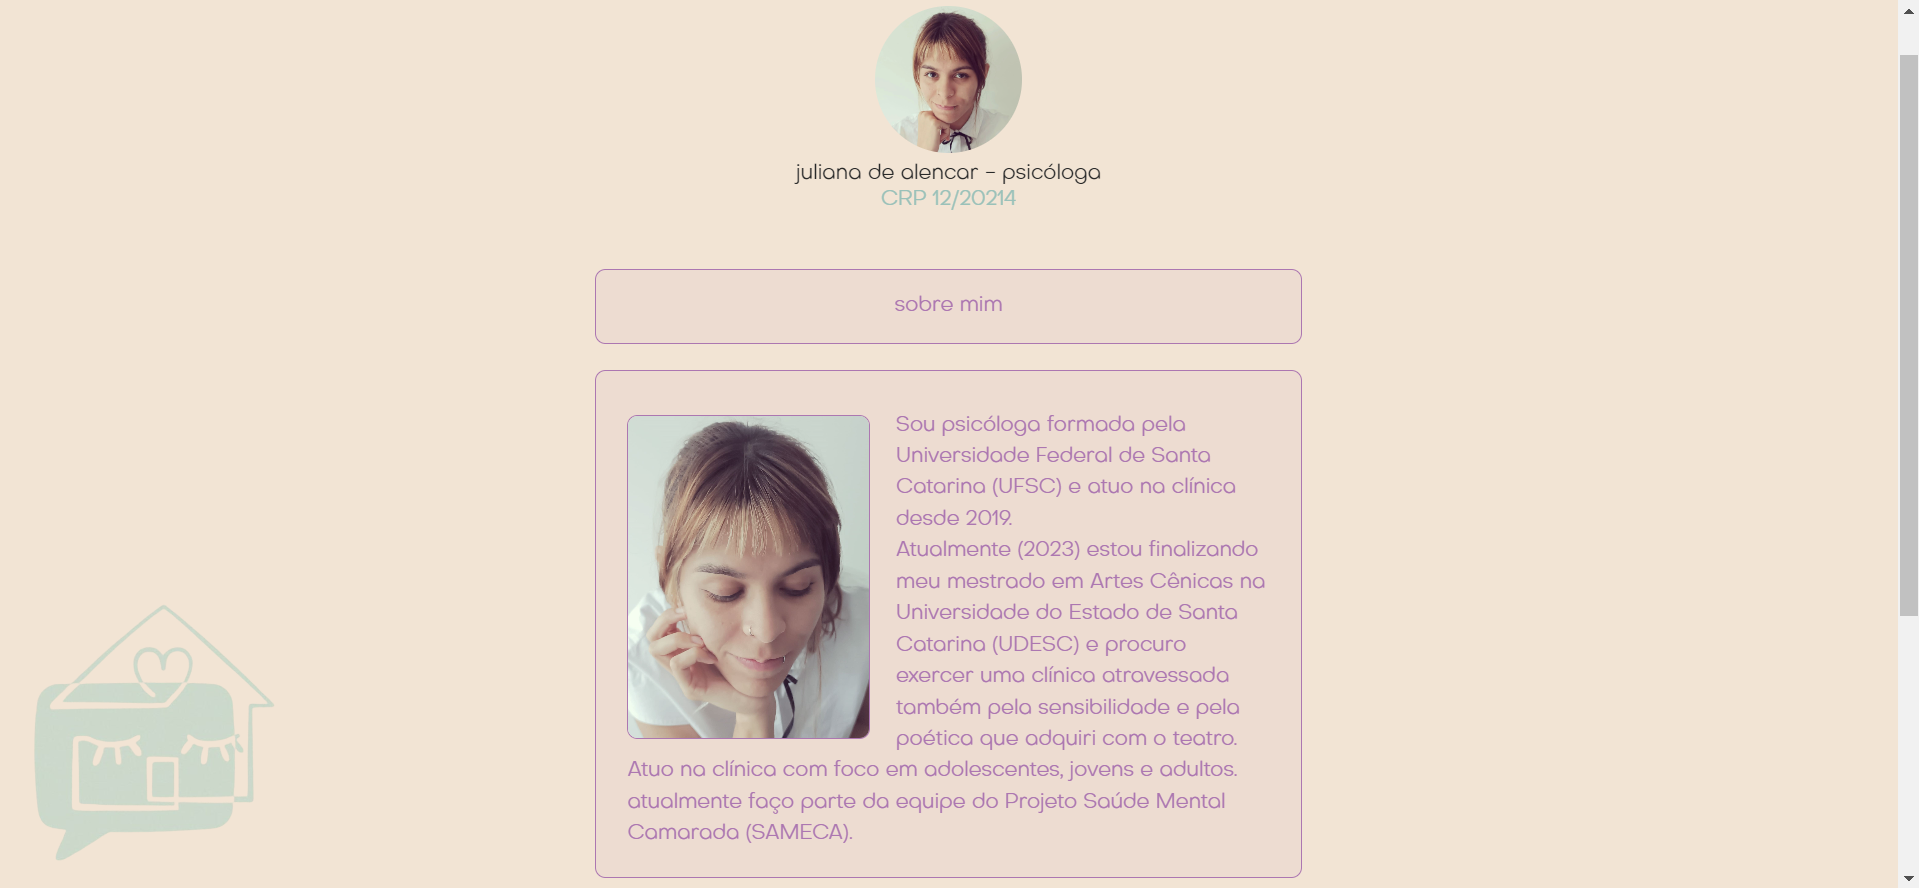 juliana de alencar - psicóloga
CRP 12/20214
sobre mim
Sou psicóloga formada pela
Universidade Federal de Santa
Catarina (UFSC) e atuo na clínica
desde 2019.
Atualmente (2023) estou finalizando
meu mestrado em Artes Cênicas na
Universidade do Estado de Santa
Catarina (UDESC) e procuro
exercer uma clínica atravessada
também pela sensibilidade e pela
poética que adquiri com o teatro.
Atuo na clínica com foco em adolescentes, jovens e adultos.
atualmente faço parte da equipe do Projeto Saúde Mental
Camarada (SAMECA).